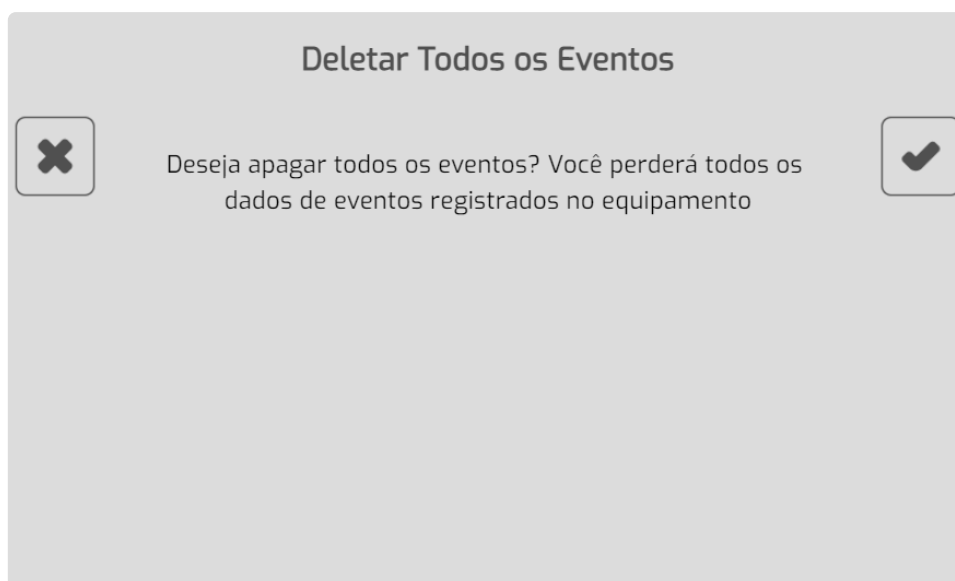 Deletar Todos os Eventos
Deseja apagar todos os eventos? Você perderá todos os
dados de eventos registrados no equipamento